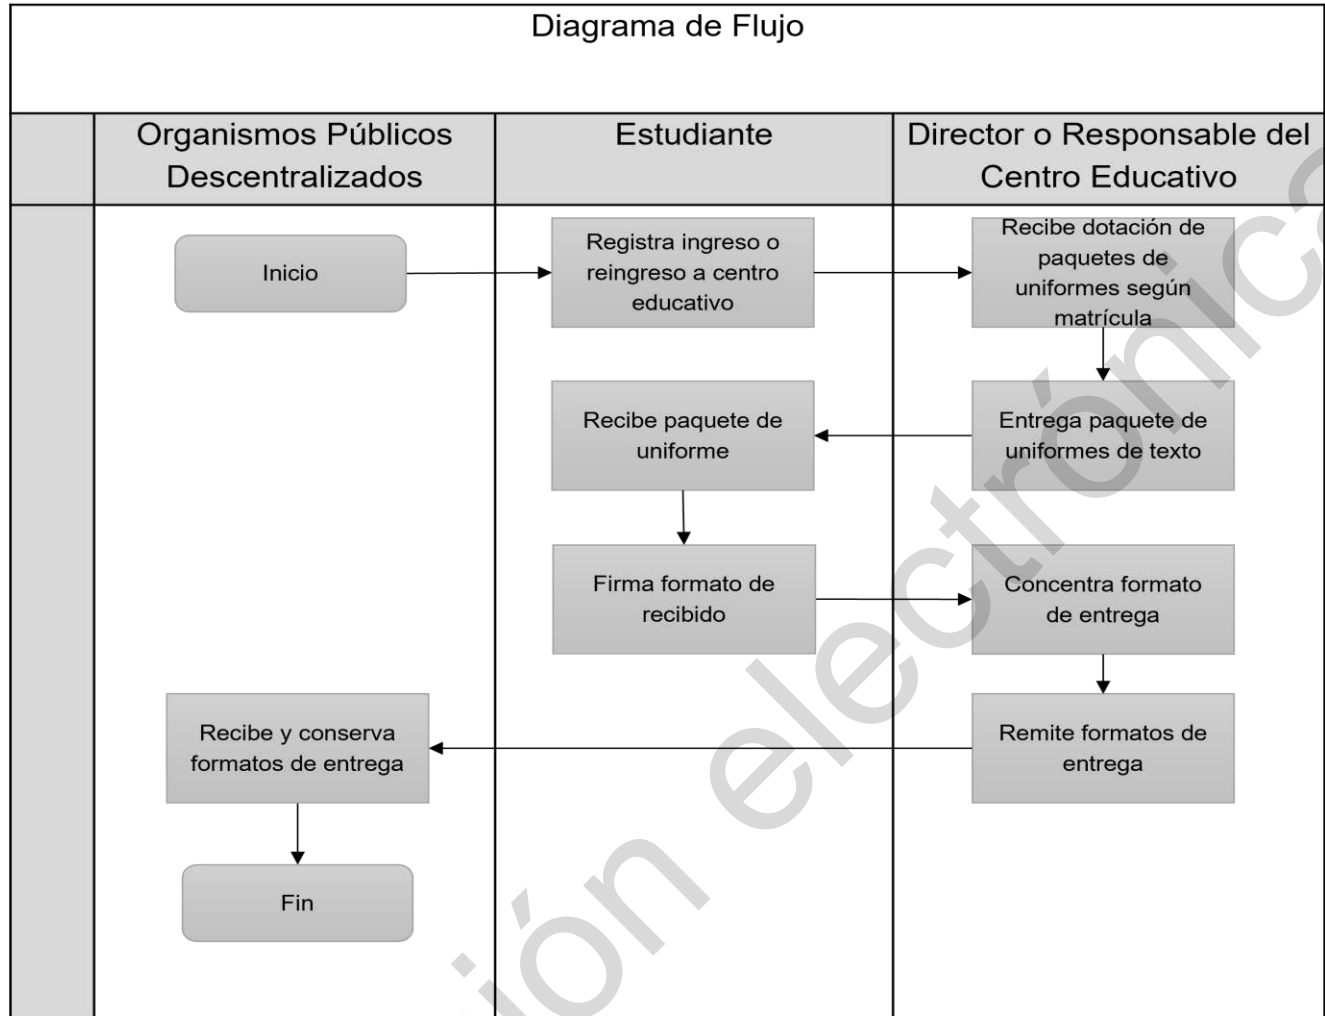 Diagrama de Flujo
Organismos Públicos
Descentralizados
Estudiante
Director o Responsable del
Centro Educativo
Inicio
Registra ingreso o
reingreso a centro
educativo
Recibe dotación de
paquetes de
uniformes según
matrícula
Recibe paquete de
uniforme
Entrega paquete de
uniformes de texto
Firma formato de
recibido
Concentra formato
de entrega
Recibe y conserva
formatos de entrega
Remite formatos de
entrega
Fin
ión electrónica